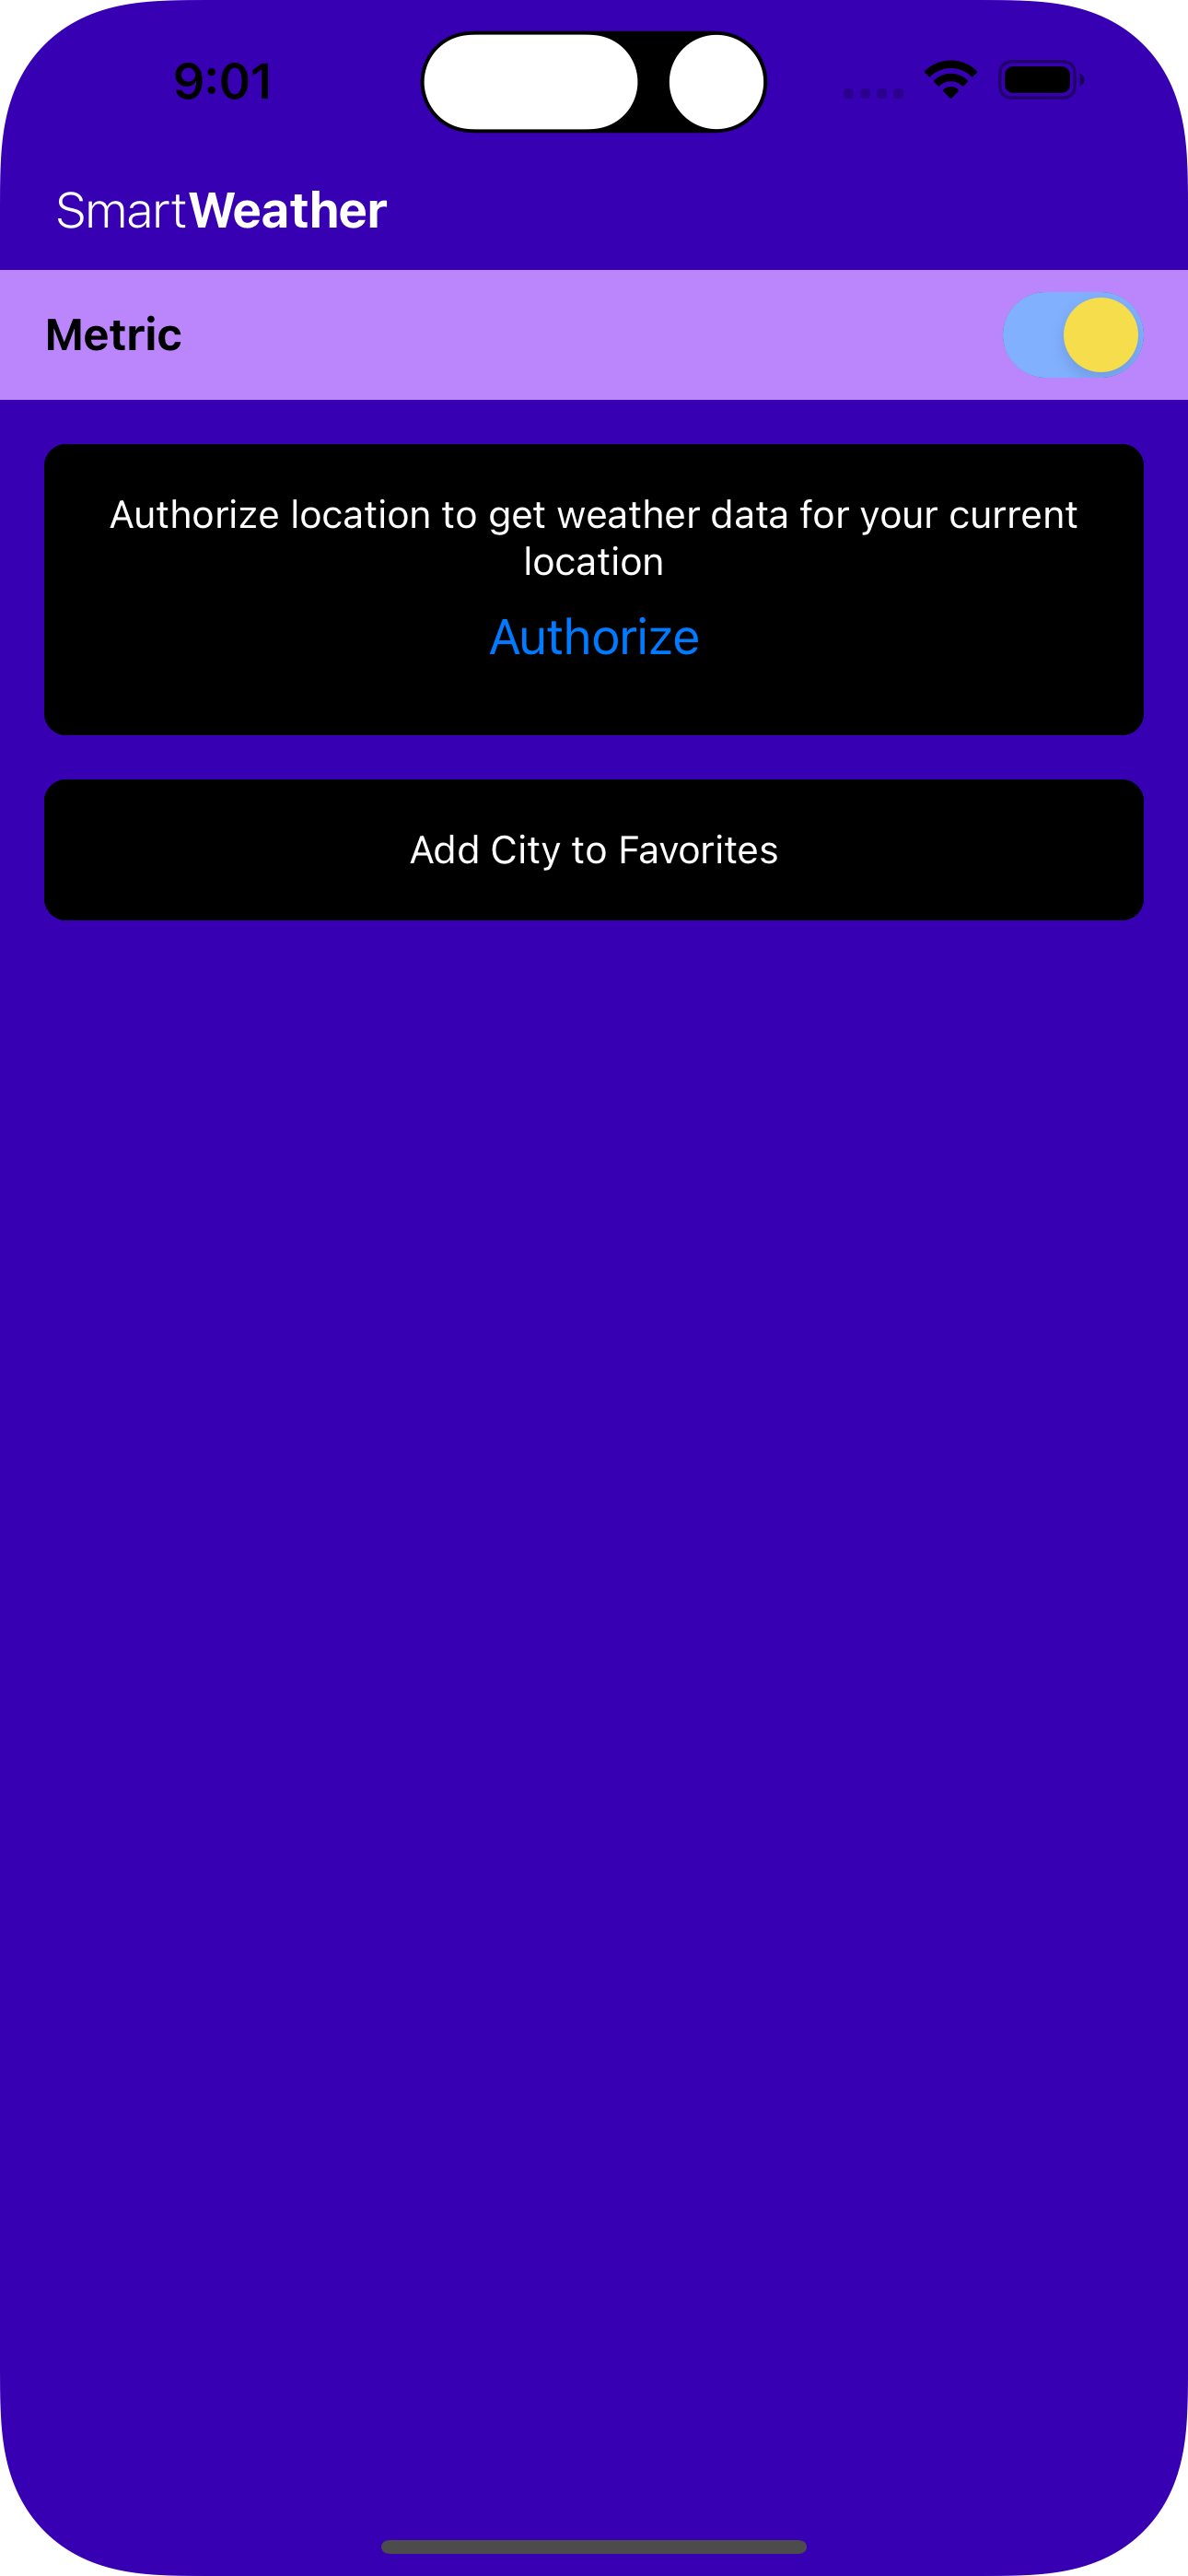 9:01
SmartWeather
Metric
Authorize location to get weather data for your current
location
Authorize
Add City to Favorites